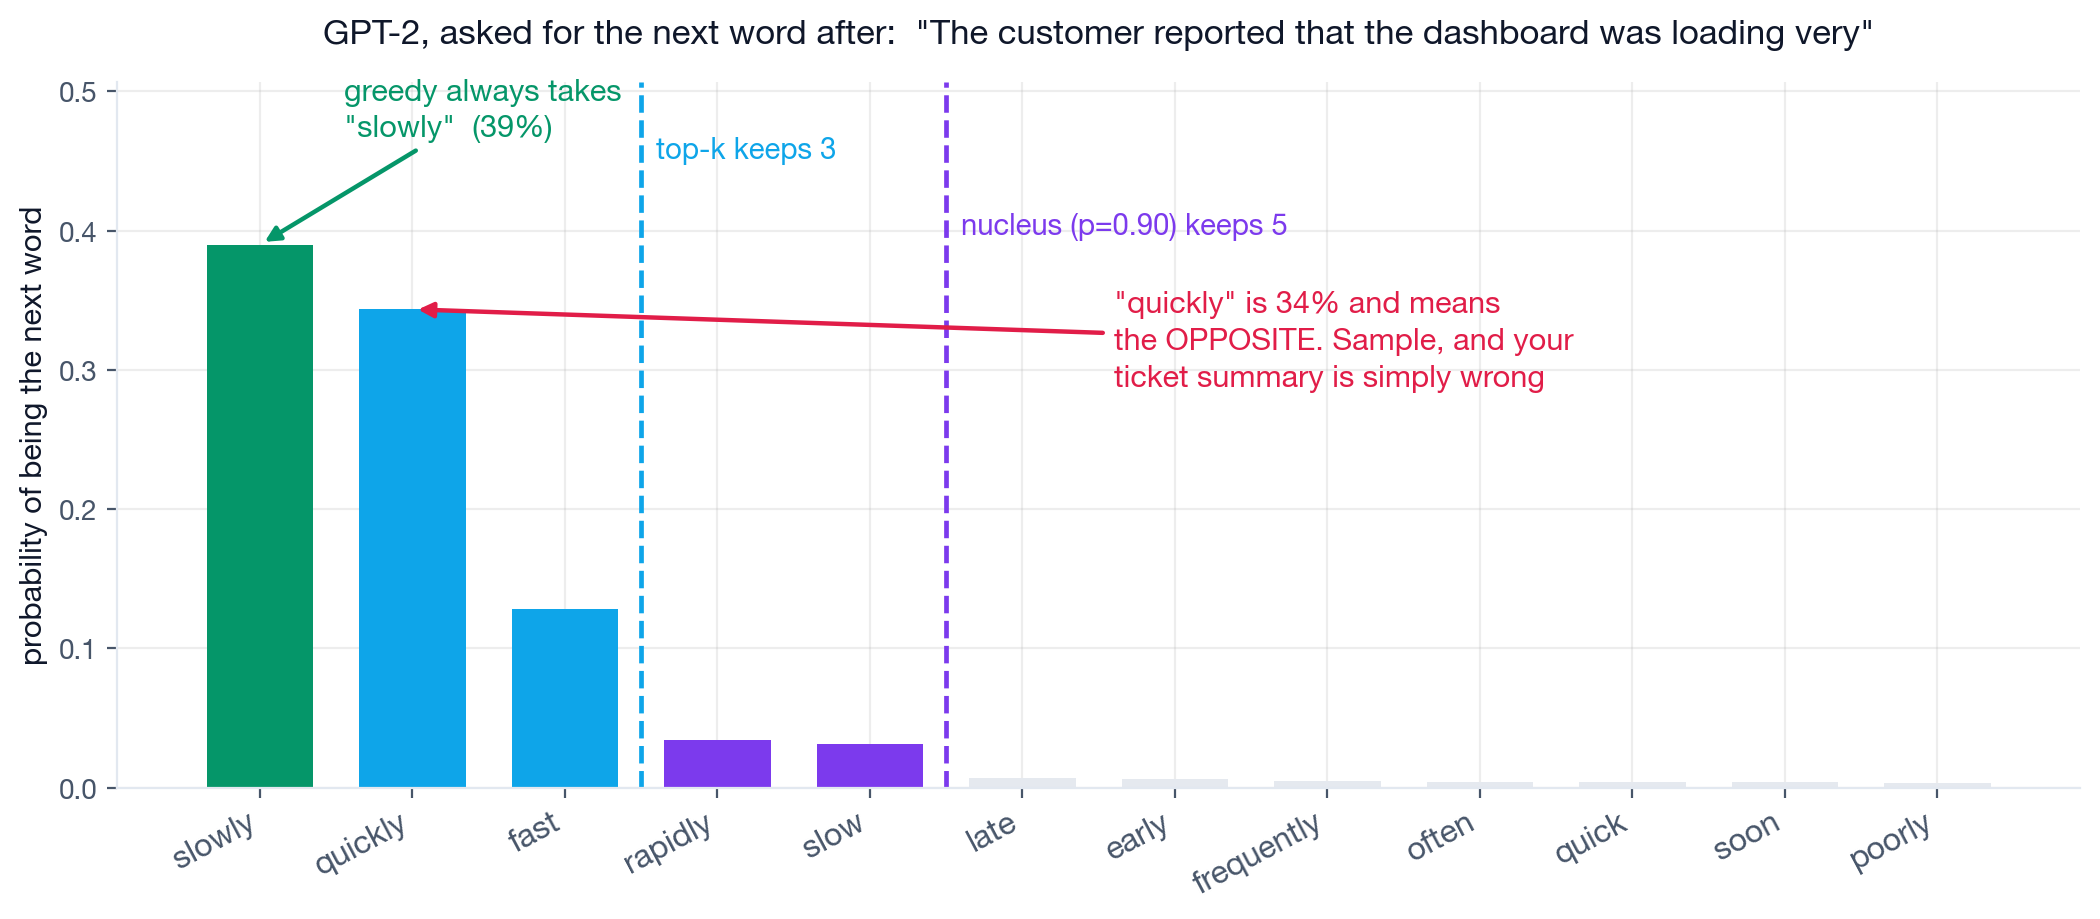 GPT-2, asked for the next word after:  "The customer reported that the dashboard was loading very"
greedy always takes
"slowly"  (39%)
top-k keeps 3
nucleus (p=0.90) keeps 5
"quickly" is 34% and means
the OPPOSITE. Sample, and your
ticket summary is simply wrong
probability of being the next word
0.5
0.4
0.3
0.2
0.1
0.0
slowly
quickly
fast
rapidly
slow
late
early
frequently
often
quick
soon
poorly